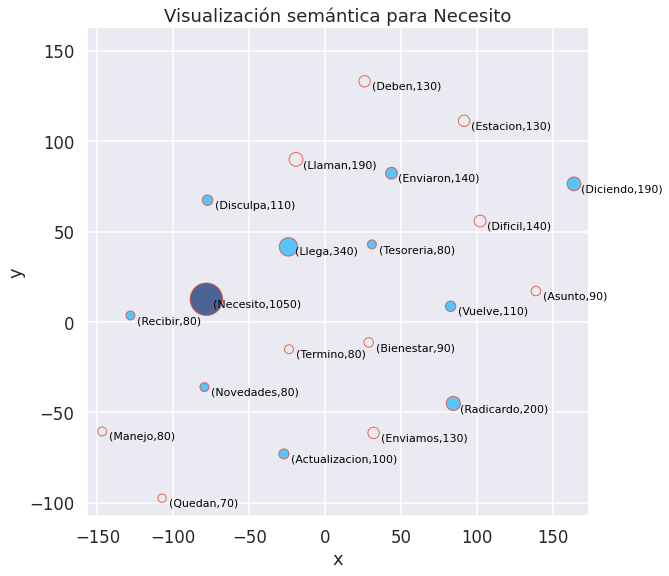 Visualización semántica para Necesito
150
(Deben,130)
(Estacion,130)
100
(Llaman,190)
(Enviaron,140)
(Diciendo,190)
(Disculpa,110)
50
(Dificil,140)
(Llega,340)
(Tesoreria,80)
y
(Asunto,90)
(Necesito,1050)
(Vuelve,110)
0
(Recibir,80)
(Bienestar,90)
(Termino,80)
(Novedades,80)
−50
(Radicardo,200)
(Manejo,80)
(Enviamos,130)
(Actualizacion,100)
−100
(Quedan,70)
−150 −100 −50 0 50 100 150
x